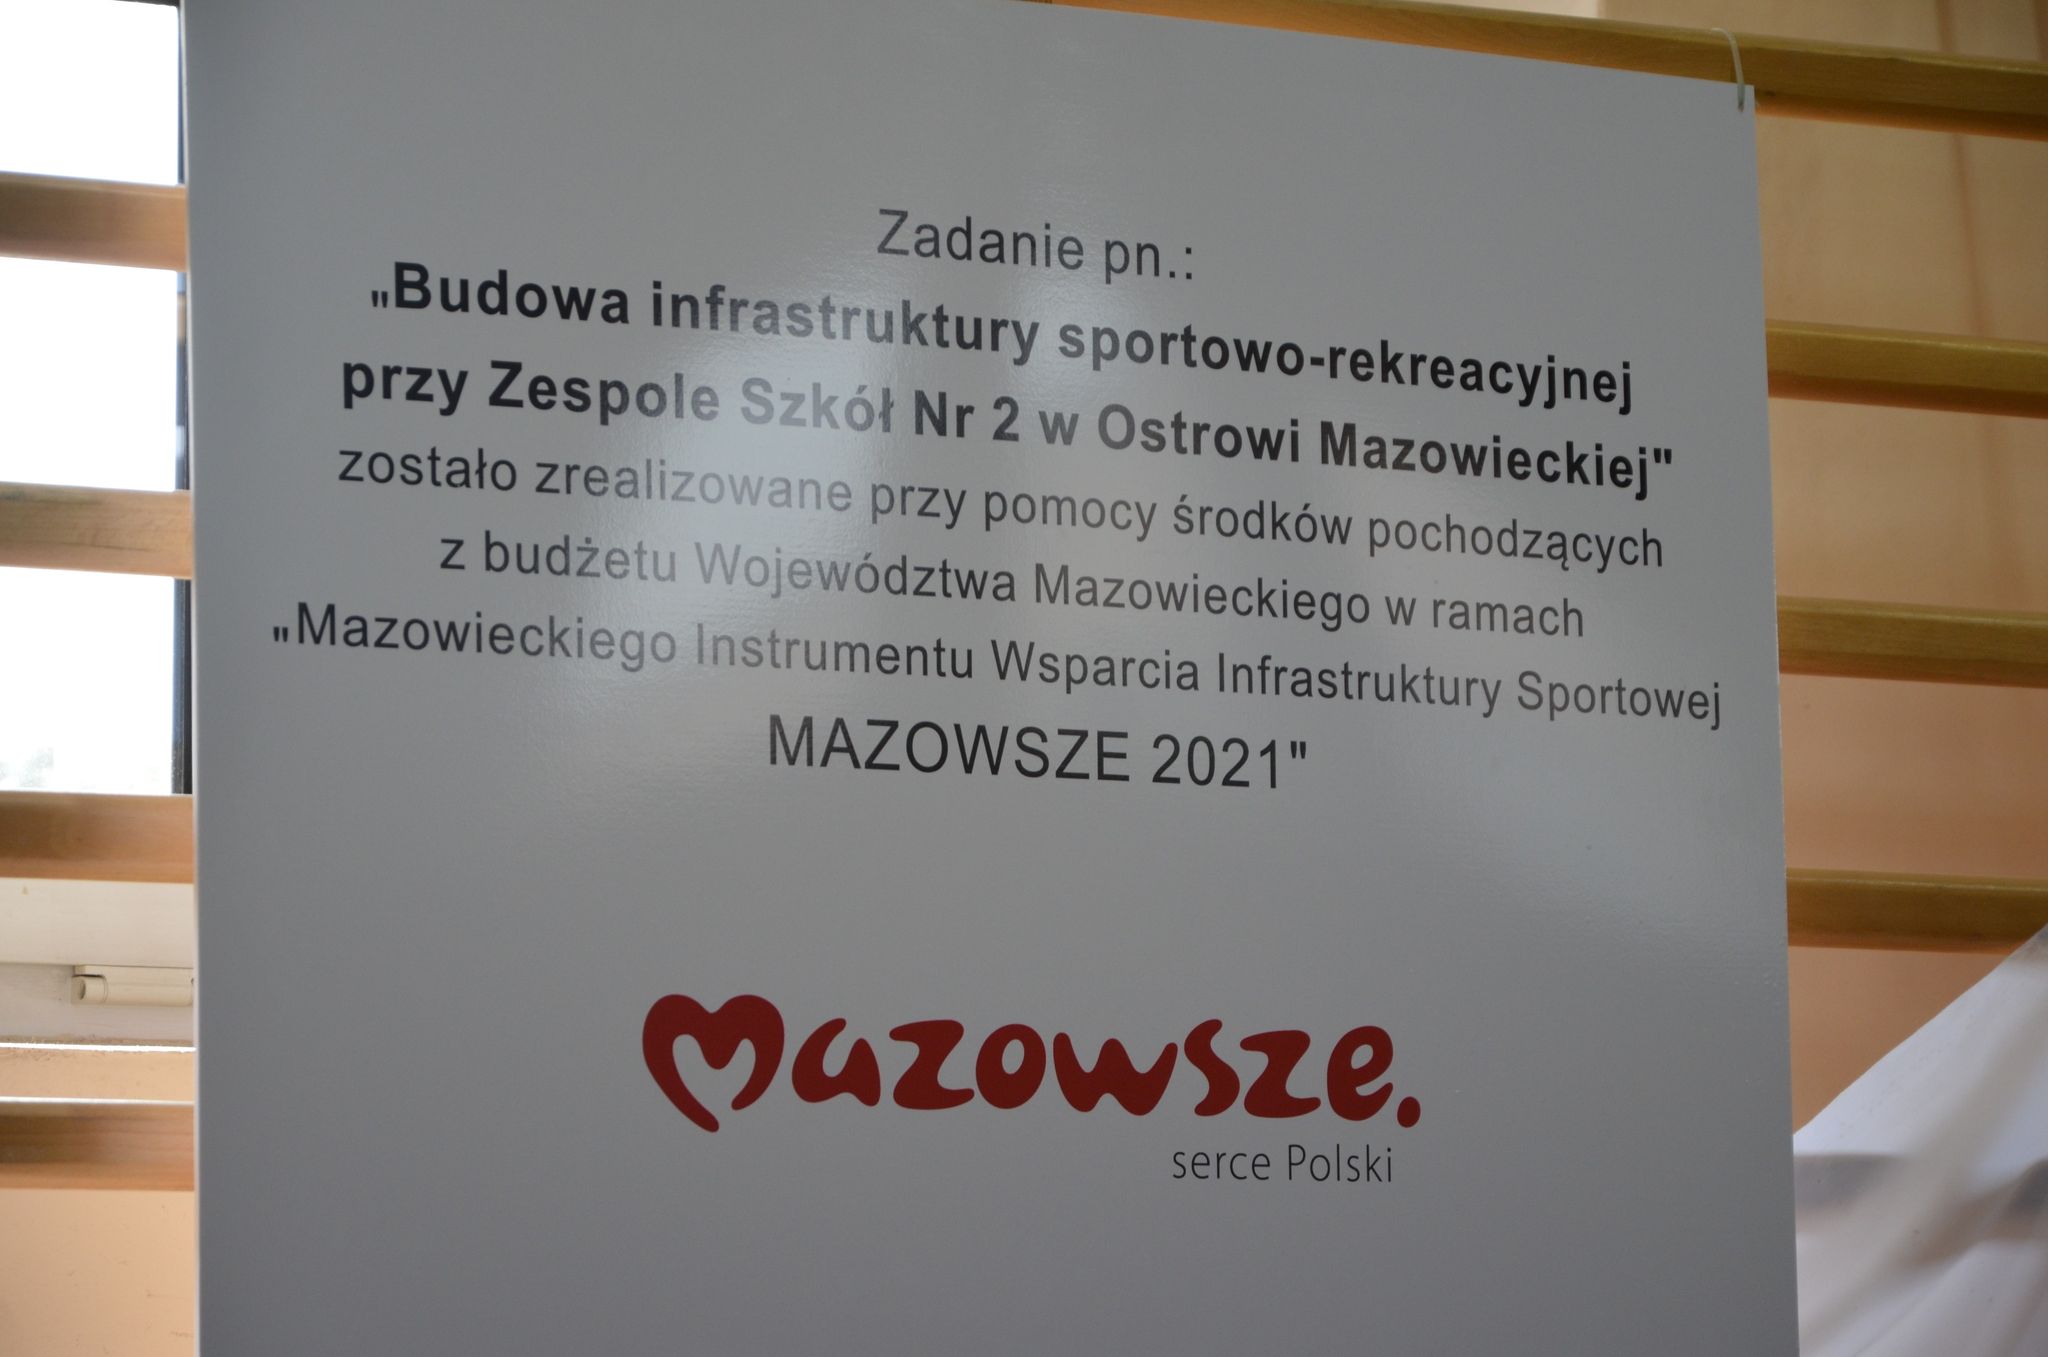 Zadanie pn.:
„Budowa infrastruktury sportowo-rekreacyjnej
przy Zespole Szkół Nr 2 w Ostrowi Mazowieckiej"
zostało zrealizowane przy pomocy środków pochodzących
z budżetu Województwa Mazowieckiego w ramach
„Mazowieckiego Instrumentu Wsparcia Infrastruktury Sportowej
MAZOWSZE 2021"
Mazowsze.
serce Polski